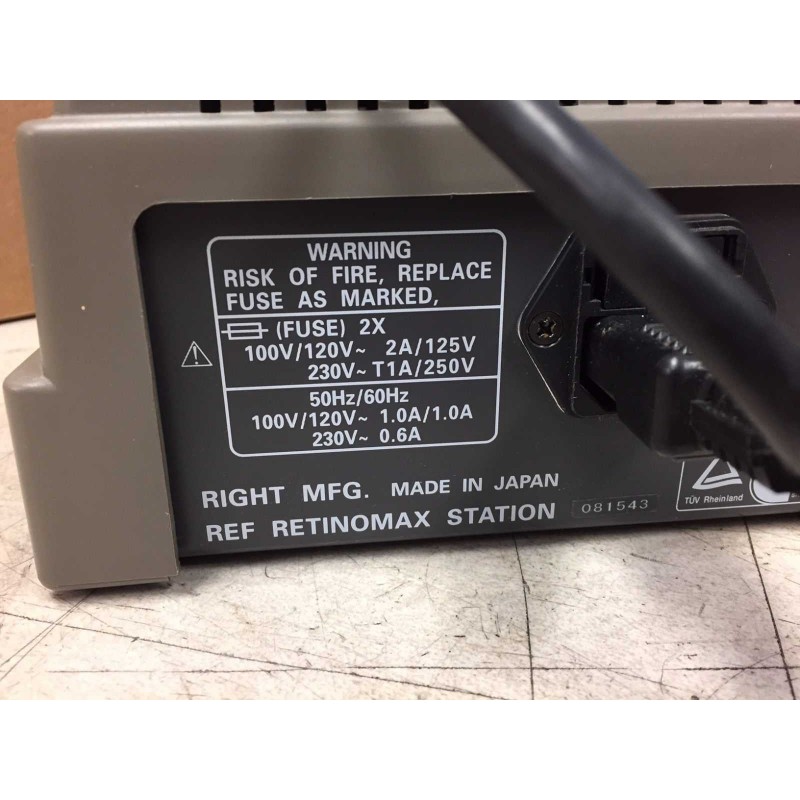 WARNING
RISK OF FIRE, REPLACE
FUSE AS MARKED,
(FUSE) 2X
100V/120V~ 2A/125V
230V~ T1A/250V
50Hz/60Hz
100V/120V~ 1.0A/1.0A
230V~ 0.6A
RIGHT MFG. MADE IN JAPAN
REF RETINOMAX STATION 081543
TÜV Rheinland